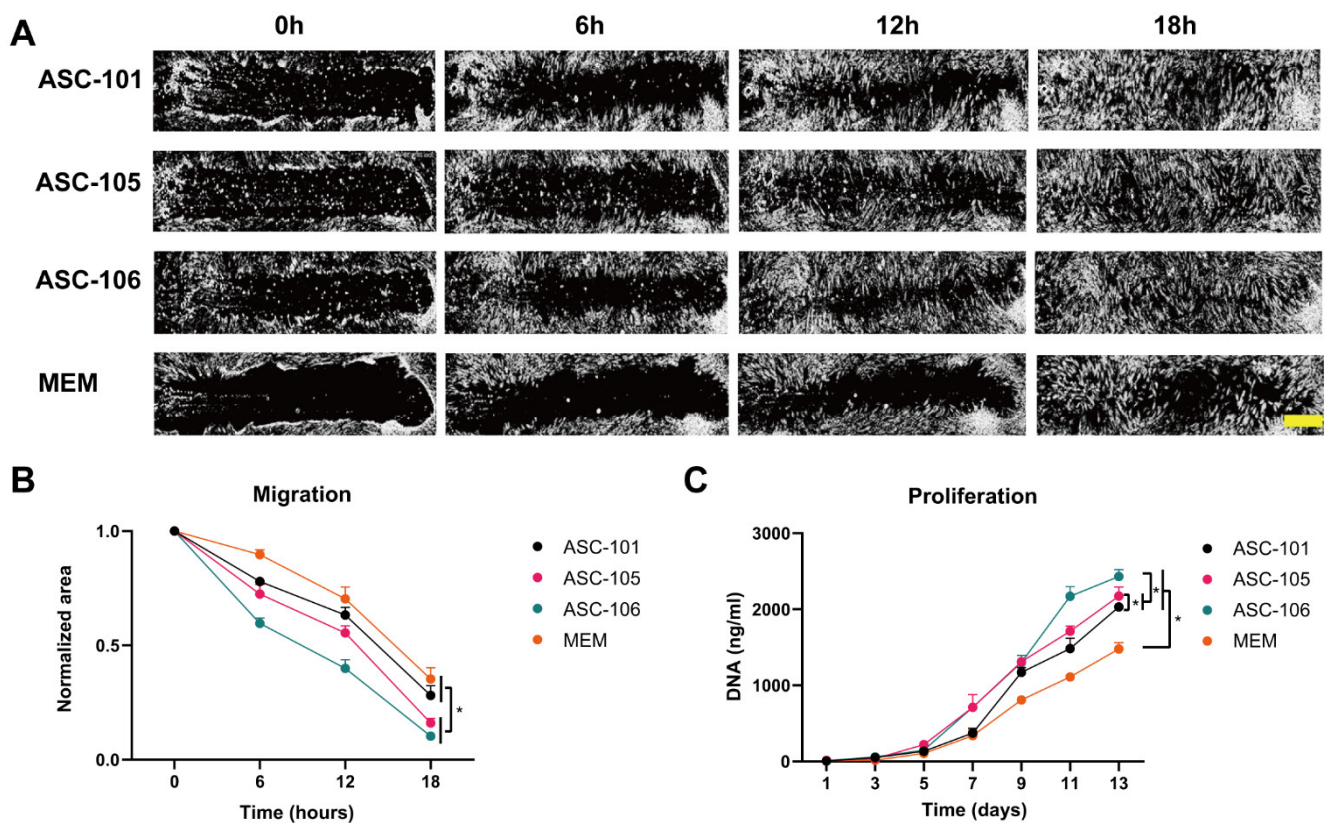 A
0h 6h 12h 18h
ASC-101
ASC-105
ASC-106
MEM
B
Migration
1.0
0.5
0.0
Normalized area
0 6 12 18
Time (hours)
*
ASC-101
ASC-105
ASC-106
MEM
C
Proliferation
3000
2000
1000
0
DNA (ng/ml)
1 3 5 7 9 11 13
Time (days)
* * *
ASC-101
ASC-105
ASC-106
MEM